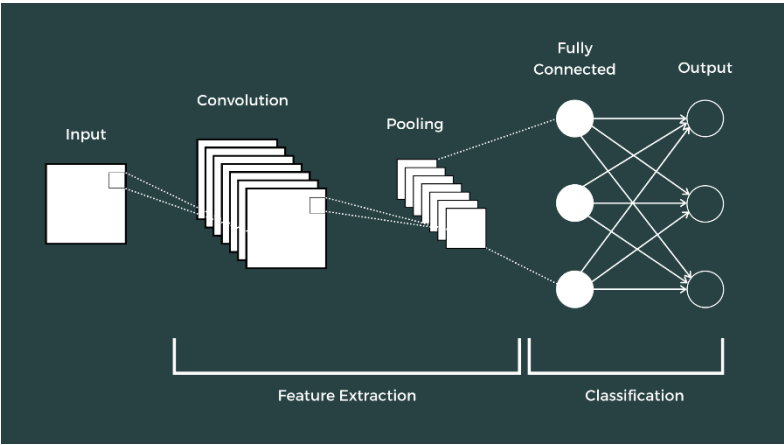 Input
Convolution
Pooling
Fully
Connected
Output
Feature Extraction
Classification